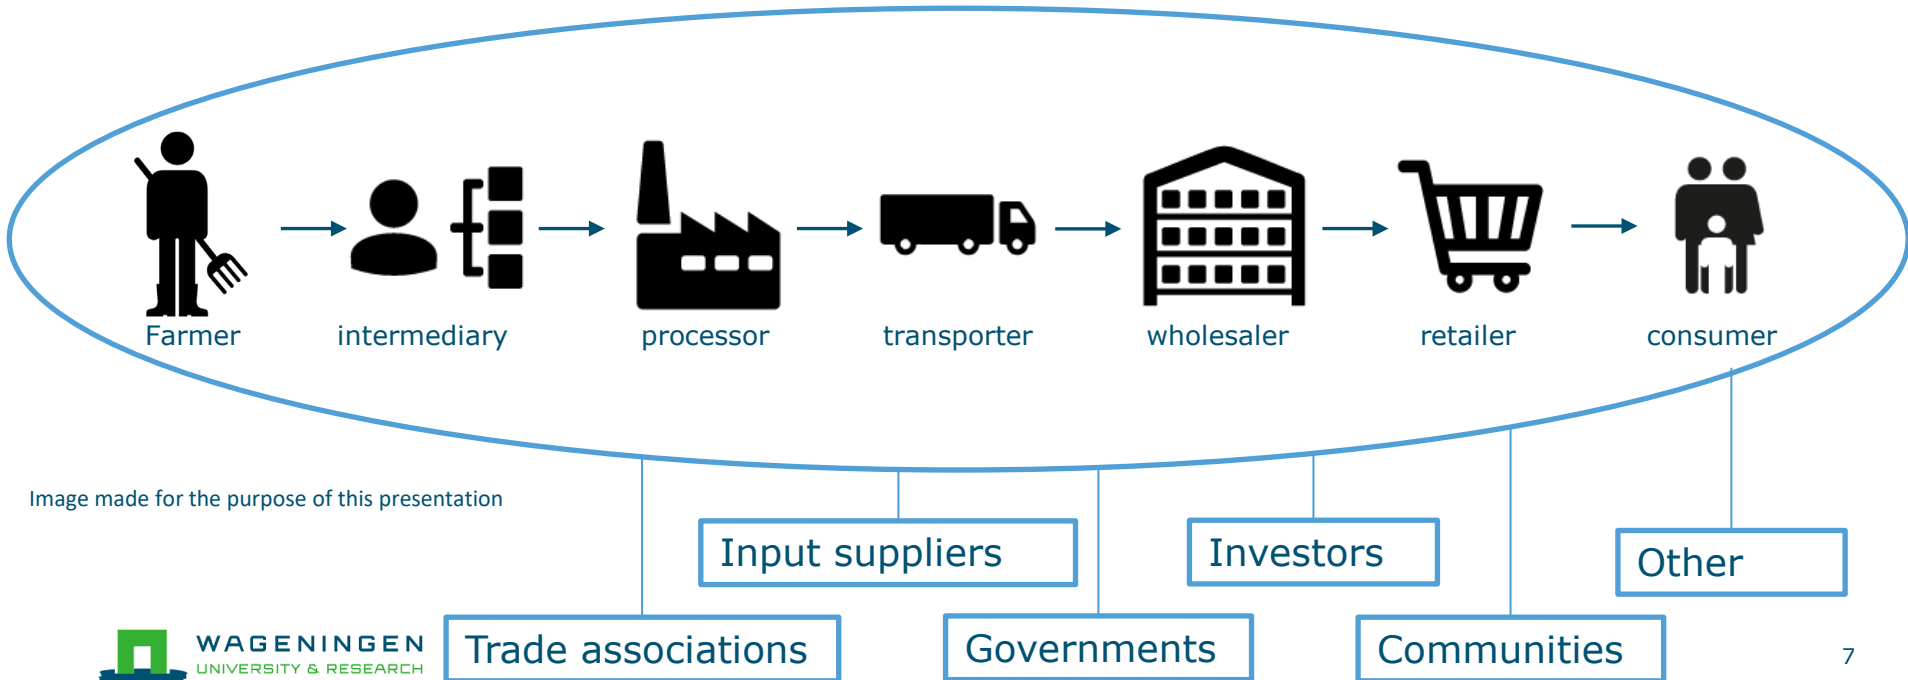 Farmer
intermediary
processor
transporter
wholesaler
retailer
consumer
Image made for the purpose of this presentation
Input suppliers
Investors
Other
Trade associations
Governments
Communities
WAGENINGEN
UNIVERSITY & RESEARCH
7